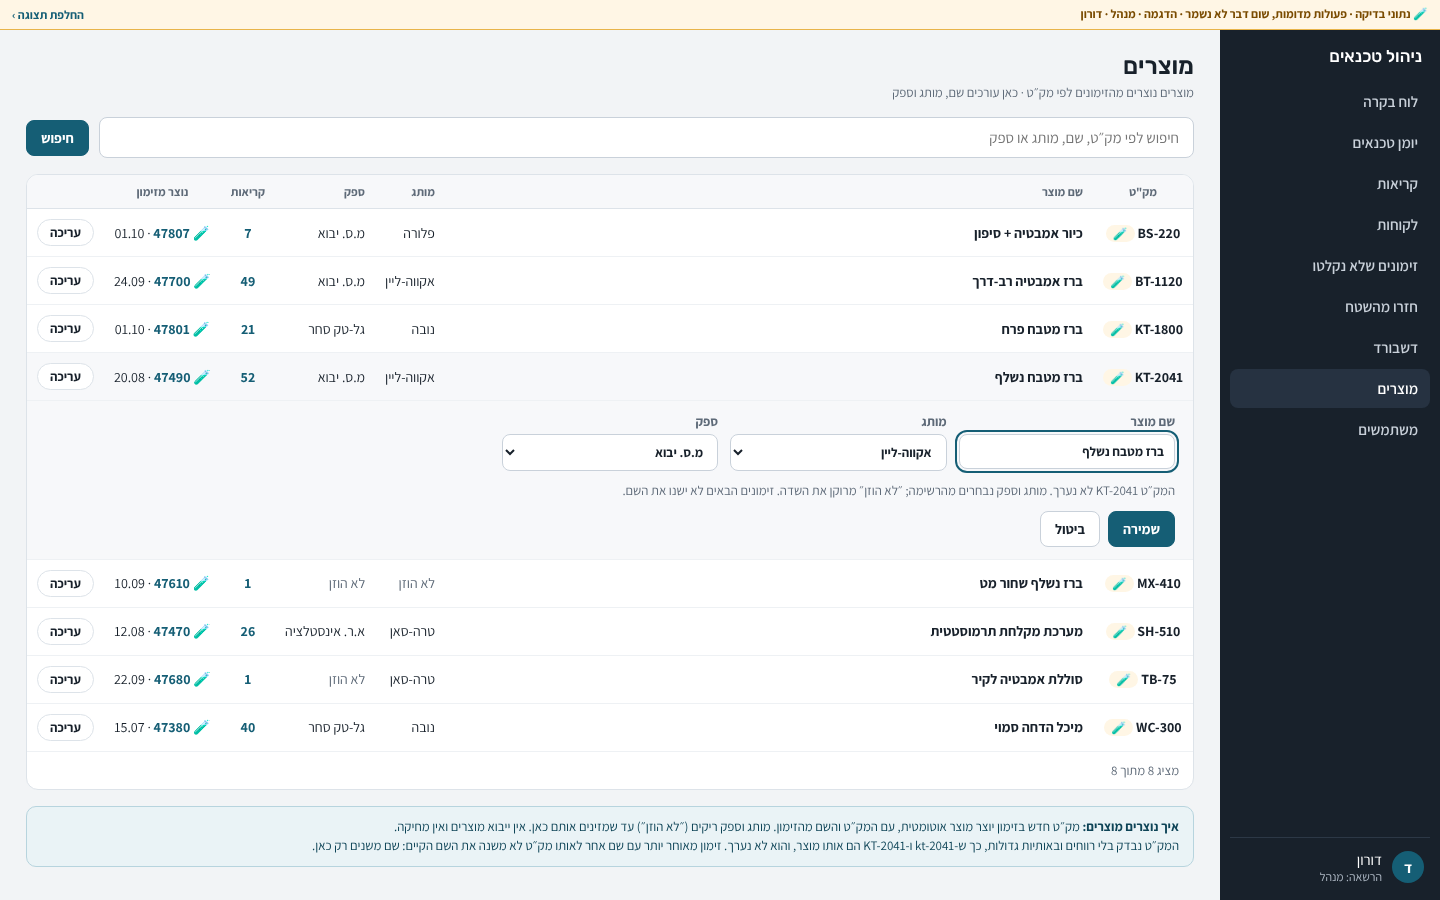 🧪 נתוני בדיקה · פעולות מדומות, שום דבר לא נשמר · הדגמה · מנהל · דורון
החלפת תצוגה ›
ניהול טכנאים
לוח בקרה
יומן טכנאים
קריאות
לקוחות
זימונים שלא נקלטו
חזרו מהשטח
דשבורד
מוצרים
משתמשים
ד
דורון
הרשאה: מנהל
מוצרים
מוצרים נוצרים מהזימונים לפי מק״ט · כאן עורכים שם, מותג וספק
חיפוש לפי מק״ט, שם, מותג או ספק
חיפוש
מק"ט שם מוצר מותג ספק קריאות נוצר מזימון
BS-220 🧪 כיור אמבטיה + סיפון פלורה מ.ס. יבוא 7 🧪 47807 · 01.10 עריכה
BT-1120 🧪 ברז אמבטיה רב-דרך אקווה-ליין מ.ס. יבוא 49 🧪 47700 · 24.09 עריכה
KT-1800 🧪 ברז מטבח פרח נובה גל-טק סחר 21 🧪 47801 · 01.10 עריכה
KT-2041 🧪 ברז מטבח נשלף אקווה-ליין מ.ס. יבוא 52 🧪 47490 · 20.08 עריכה
שם מוצר מותג ספק
ברז מטבח נשלף אקווה-ליין מ.ס. יבוא
המק״ט KT-2041 לא נערך. מותג וספק נבחרים מהרשימה; ״לא הוזן״ מרוקן את השדה. זימונים הבאים לא ישנו את השם.
שמירה ביטול
MX-410 🧪 ברז נשלף שחור מט לא הוזן לא הוזן 1 🧪 47610 · 10.09 עריכה
SH-510 🧪 מערכת מקלחת תרמוסטטית טרה-סאן א.ר. אינסטלציה 26 🧪 47470 · 12.08 עריכה
TB-75 🧪 סוללת אמבטיה לקיר טרה-סאן לא הוזן 1 🧪 47680 · 22.09 עריכה
WC-300 🧪 מיכל הדחה סמוי נובה גל-טק סחר 40 🧪 47380 · 15.07 עריכה
מציג 8 מתוך 8
איך נוצרים מוצרים: מק״ט חדש בזימון יוצר מוצר אוטומטית, עם המק״ט והשם מהזימון. מותג וספק ריקים (״לא הוזן״) עד שמזינים אותם כאן. אין ייבוא מוצרים ואין מחיקה.
המק״ט נבדק בלי רווחים ובאותיות גדולות, כך ש-kt-2041 ו-KT-2041 הם אותו מוצר, והוא לא נערך. זימון מאוחר יותר עם שם אחר לאותו מק״ט לא משנה את השם הקיים: שם משנים רק כאן.